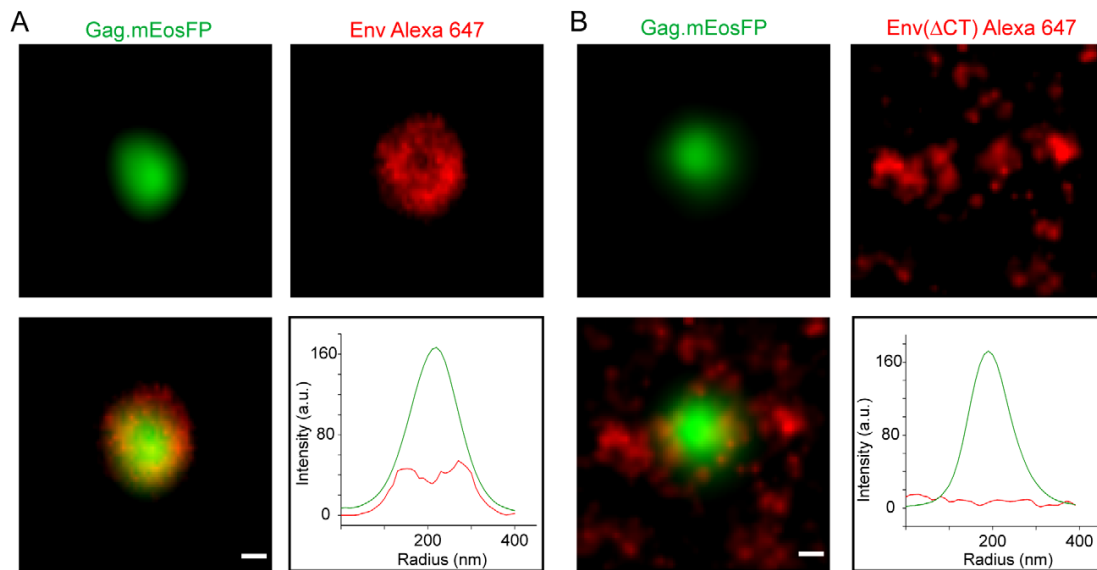 A
Gag.mEosFP
Env Alexa 647
160
80
0
Intensity (a.u.)
200
400
Radius (nm)
B
Gag.mEosFP
Env(ΔCT) Alexa 647
160
80
0
Intensity (a.u.)
200
400
Radius (nm)